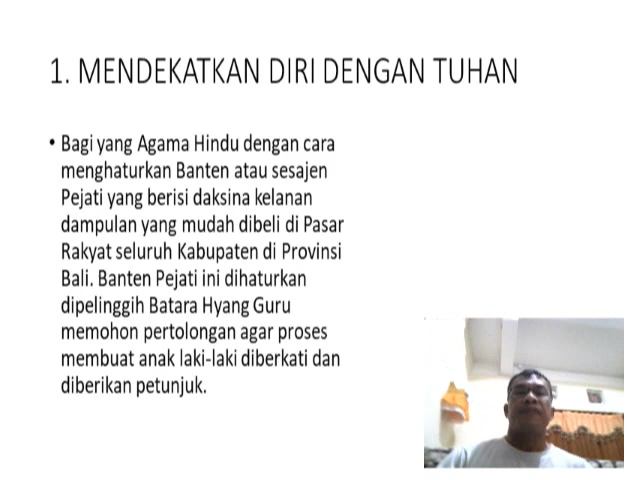 1. MENDEKATKAN DIRI DENGAN TUHAN
• Bagi yang Agama Hindu dengan cara
menghaturkan Banten atau sesajen
Pejati yang berisi daksina kelanan
dampulan yang mudah dibeli di Pasar
Rakyat seluruh Kabupaten di Provinsi
Bali. Banten Pejati ini dihaturkan
dipelinggih Batara Hyang Guru
memohon pertolongan agar proses
membuat anak laki-laki diberkati dan
diberikan petunjuk.